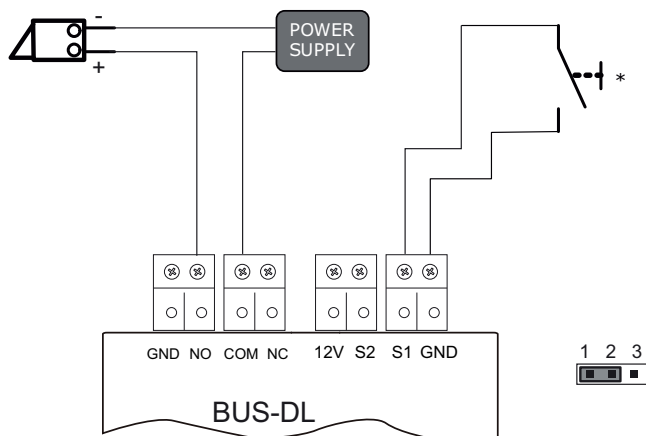 -
+
POWER
SUPPLY
*
GND NO COM NC 12V S2 S1 GND
1 2 3
BUS-DL